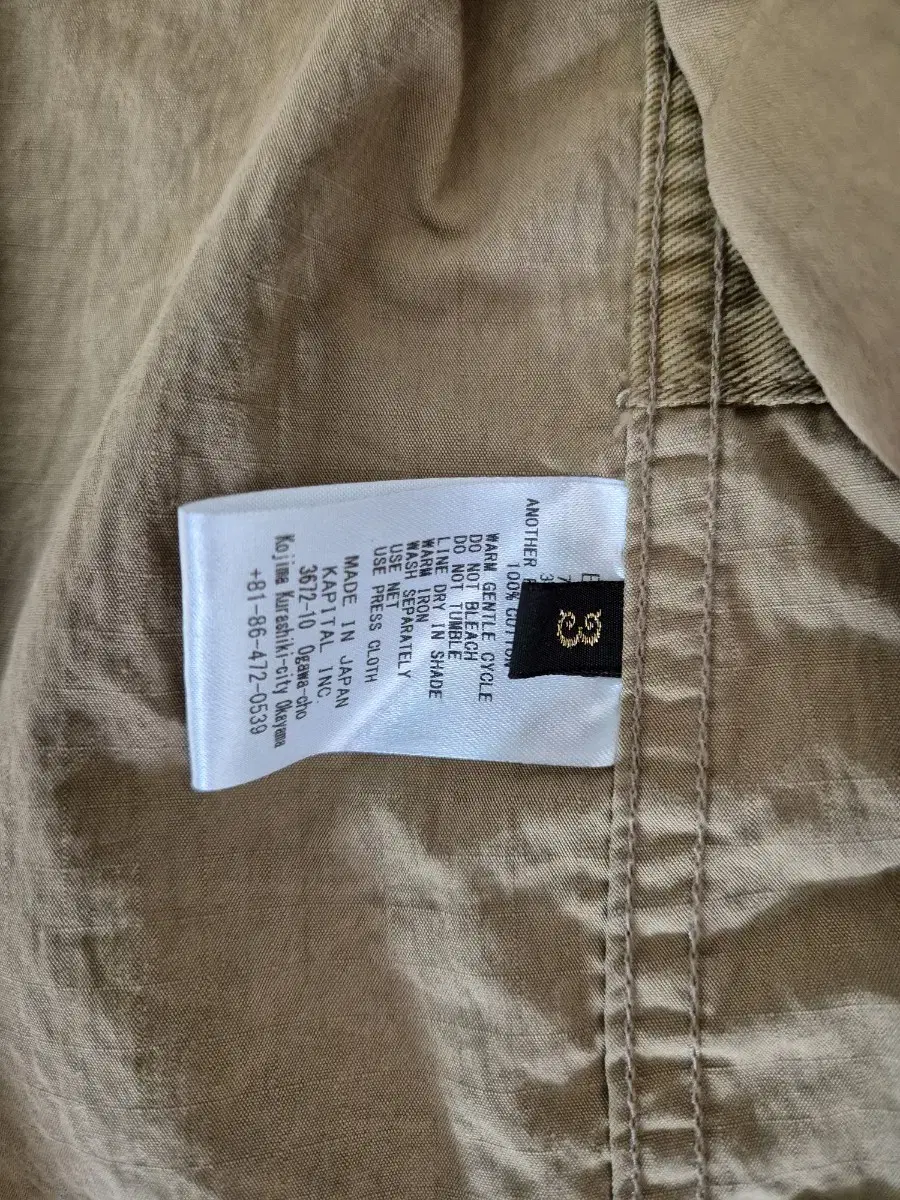 3
ANOTHER
100% COTTON
WARM GENTLE CYCLE
DO NOT BLEACH
DO NOT TUMBLE
LINE DRY IN SHADE
WARM IRON
WASH SEPARATELY
USE NET
USE PRESS CLOTH
MADE IN JAPAN
KAPITAL INC.
3672-10 Ogawa-cho
Kojima Kurashiki-city Okayama
+81-86-472-0539